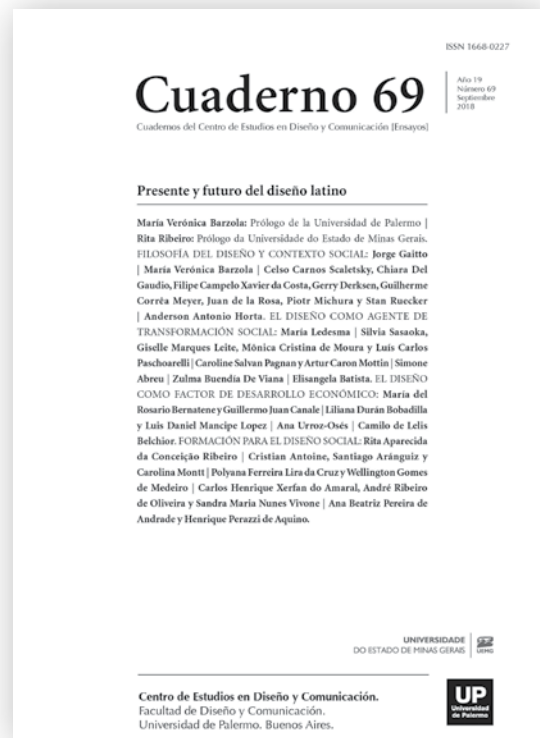 ISSN 1668-0227
Cuaderno 69
Año 19
Número 69
Septiembre
2018
Cuadernos del Centro de Estudios en Diseño y Comunicación [Ensayos]
Presente y futuro del diseño latino
María Verónica Barzola: Prólogo de la Universidad de Palermo |
Rita Ribeiro: Prólogo da Universidade do Estado de Minas Gerais.
FILOSOFÍA DEL DISEÑO Y CONTEXTO SOCIAL: Jorge Gaitto
| María Verónica Barzola | Celso Carnos Scaletsky, Chiara Del
Gaudio, Filipe Campelo Xavier da Costa, Gerry Derksen, Guilherme
Corrêa Meyer, Juan de la Rosa, Piotr Michura y Stan Ruecker
| Anderson Antonio Horta. EL DISEÑO COMO AGENTE DE
TRANSFORMACIÓN SOCIAL: María Ledesma | Silvia Sasaoka,
Giselle Marques Leite, Mônica Cristina de Moura y Luís Carlos
Paschoarelli | Caroline Salvan Pagnan y Artur Caron Mottin | Simone
Abreu | Zulma Buendía De Viana | Elisangela Batista. EL DISEÑO
COMO FACTOR DE DESARROLLO ECONÓMICO: María del
Rosario Bernatene y Guillermo Juan Canale | Liliana Durán Bobadilla
y Luis Daniel Mancipe Lopez | Ana Urroz-Osés | Camilo de Lelis
Belchior. FORMACIÓN PARA EL DISEÑO SOCIAL: Rita Aparecida
da Conceição Ribeiro | Cristian Antoine, Santiago Aránguiz y
Carolina Montt | Polyana Ferreira Lira da Cruz y Wellington Gomes
de Medeiro | Carlos Henrique Xerfan do Amaral, André Ribeiro
de Oliveira y Sandra Maria Nunes Vivone | Ana Beatriz Pereira de
Andrade y Henrique Perazzi de Aquino.
UNIVERSIDADE
DO ESTADO DE MINAS GERAIS
UEMG
Centro de Estudios en Diseño y Comunicación.
Facultad de Diseño y Comunicación.
Universidad de Palermo. Buenos Aires.
UP
Universidad
de Palermo